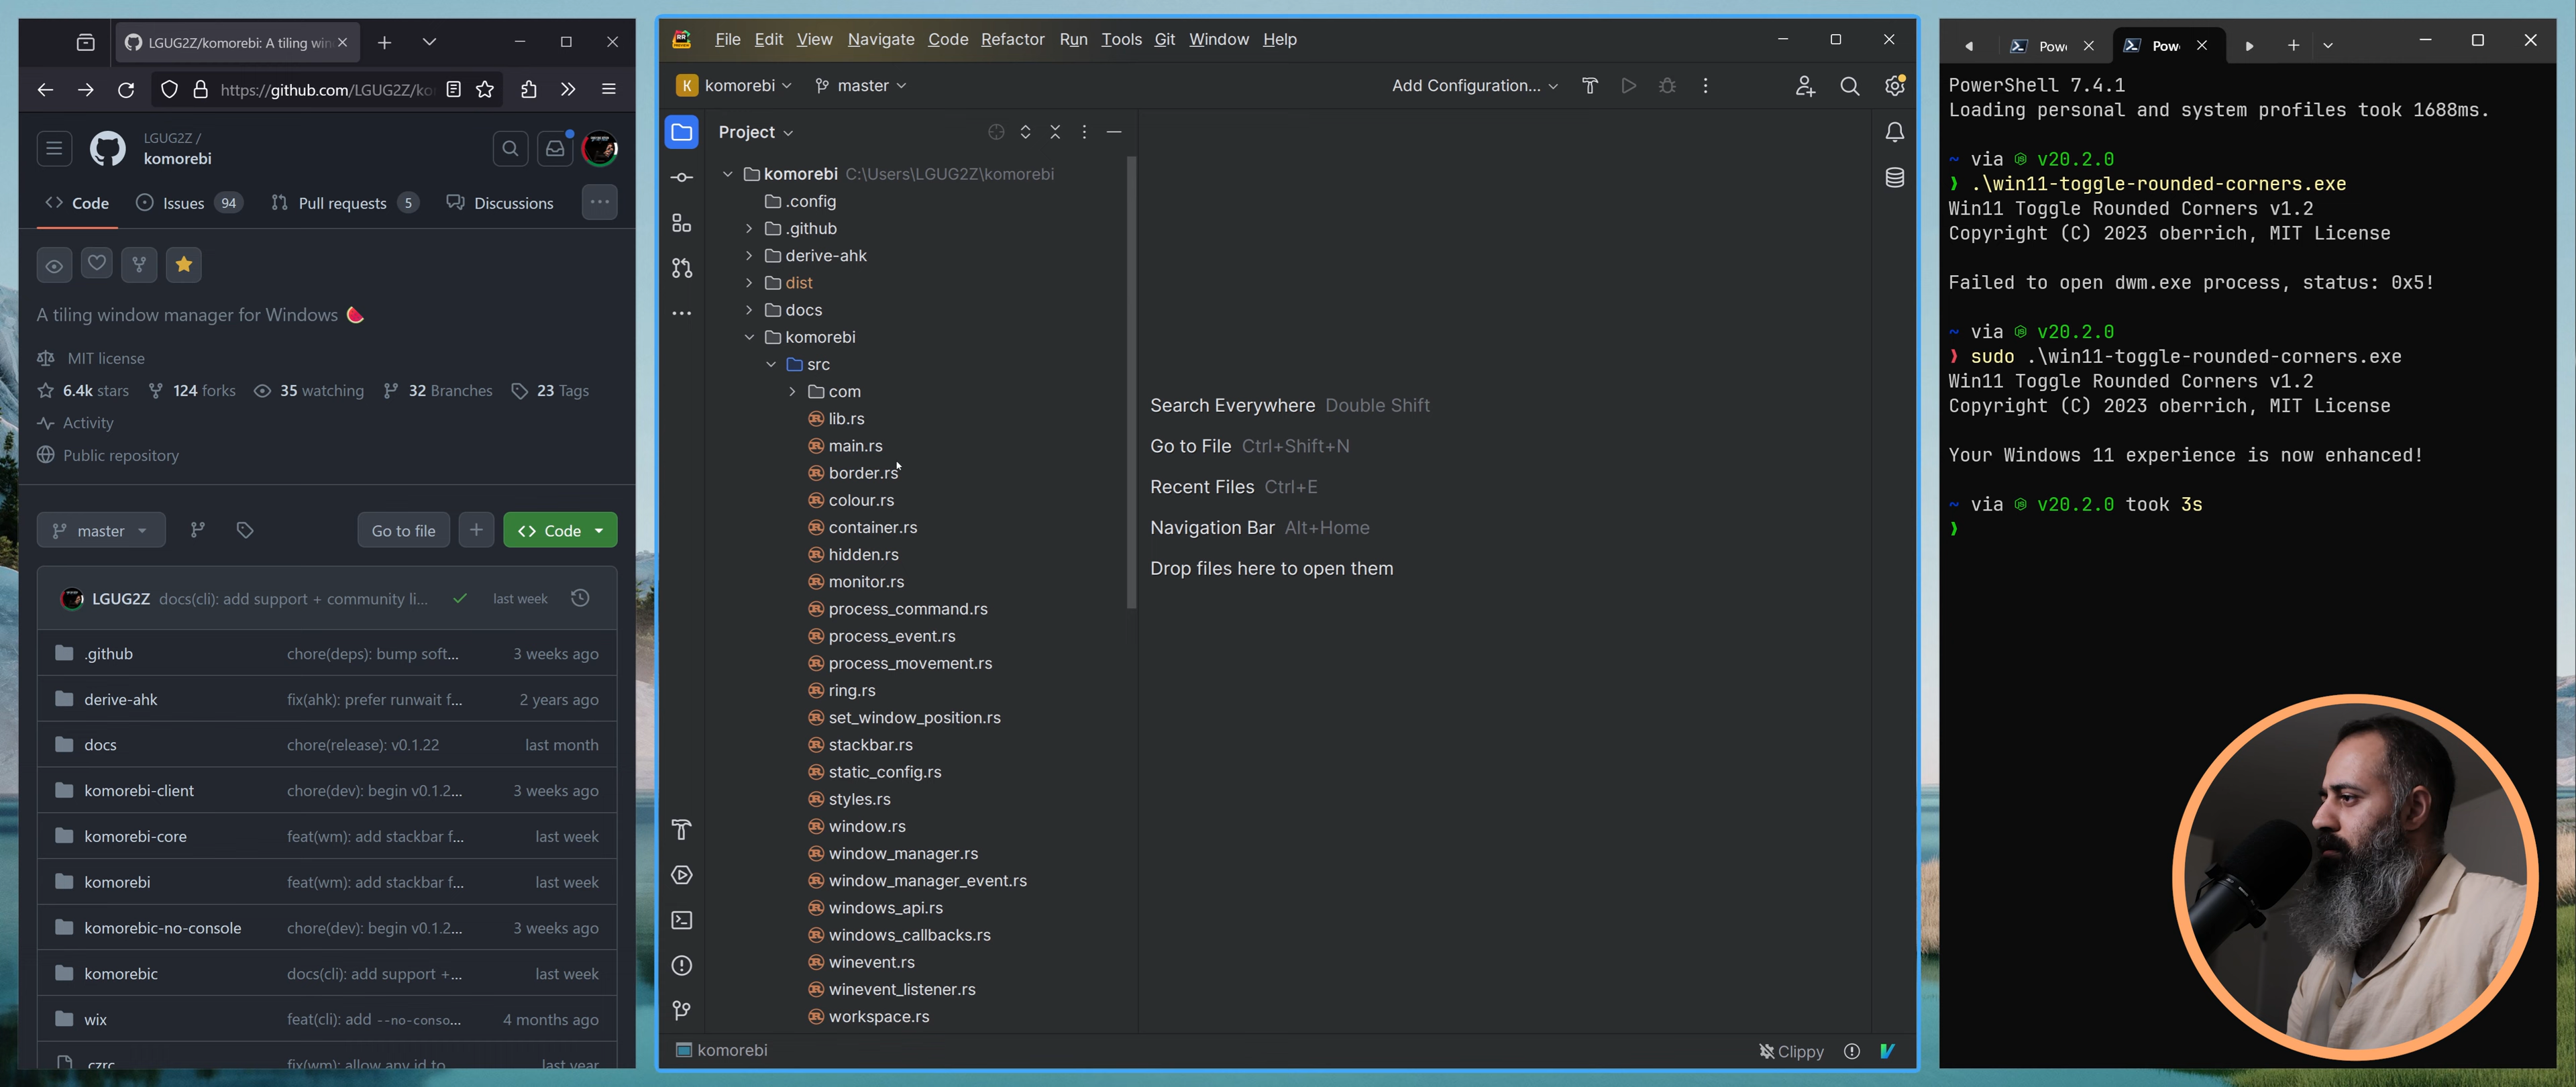 LGUG2Z/komorebi: A tiling win
https://github.com/LGUG2Z/ko
LGUG2Z /
komorebi
Code
Issues 94
Pull requests 5
Discussions
A tiling window manager for Windows
MIT license
6.4k stars 124 forks 35 watching 32 Branches 23 Tags
Activity
Public repository
master
Go to file
Code
LGUG2Z docs(cli): add support + community li... last week
.github chore(deps): bump soft... 3 weeks ago
derive-ahk fix(ahk): prefer runwait f... 2 years ago
docs chore(release): v0.1.22 last month
komorebi-client chore(dev): begin v0.1.2... 3 weeks ago
komorebi-core feat(wm): add stackbar f... last week
komorebi feat(wm): add stackbar f... last week
komorebic-no-console chore(dev): begin v0.1.2... 3 weeks ago
komorebic docs(cli): add support +... last week
wix feat(cli): add --no-conso... 4 months ago
.czrc fix(wm): allow any id to last year
File Edit View Navigate Code Refactor Run Tools Git Window Help
K komorebi master Add Configuration...
Project
komorebi C:\Users\LGUG2Z\komorebi
.config
.github
derive-ahk
dist
docs
komorebi
src
com
lib.rs
main.rs
border.rs
colour.rs
container.rs
hidden.rs
monitor.rs
process_command.rs
process_event.rs
process_movement.rs
ring.rs
set_window_position.rs
stackbar.rs
static_config.rs
styles.rs
window.rs
window_manager.rs
window_manager_event.rs
windows_api.rs
windows_callbacks.rs
winevent.rs
winevent_listener.rs
workspace.rs
Search Everywhere Double Shift
Go to File Ctrl+Shift+N
Recent Files Ctrl+E
Navigation Bar Alt+Home
Drop files here to open them
komorebi
Clippy
Pow
Pow
PowerShell 7.4.1
Loading personal and system profiles took 1688ms.
~ via v20.2.0
❯ .\win11-toggle-rounded-corners.exe
Win11 Toggle Rounded Corners v1.2
Copyright (C) 2023 oberrich, MIT License
Failed to open dwm.exe process, status: 0x5!
~ via v20.2.0
❯ sudo .\win11-toggle-rounded-corners.exe
Win11 Toggle Rounded Corners v1.2
Copyright (C) 2023 oberrich, MIT License
Your Windows 11 experience is now enhanced!
~ via v20.2.0 took 3s
❯